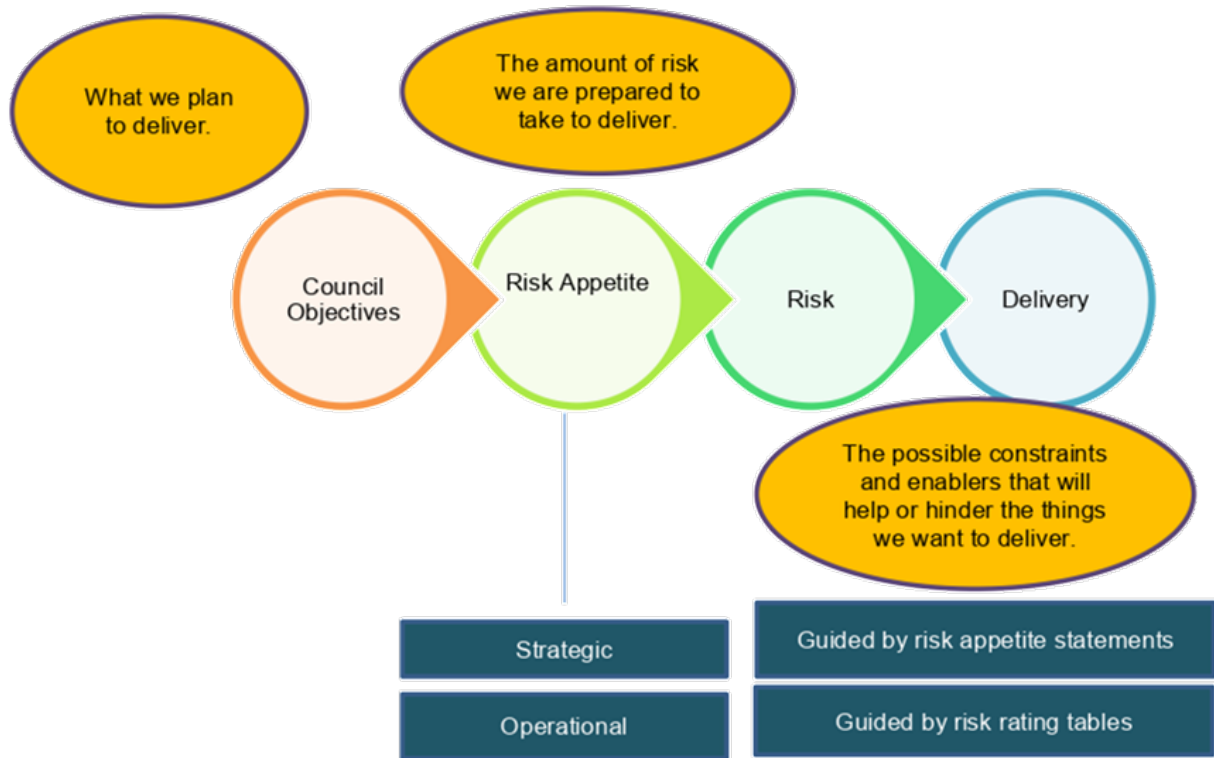 What we plan
to deliver.
The amount of risk
we are prepared to
take to deliver.
Council
Objectives
Risk Appetite
Risk
Delivery
The possible constraints
and enablers that will
help or hinder the things
we want to deliver.
Strategic
Guided by risk appetite statements
Operational
Guided by risk rating tables